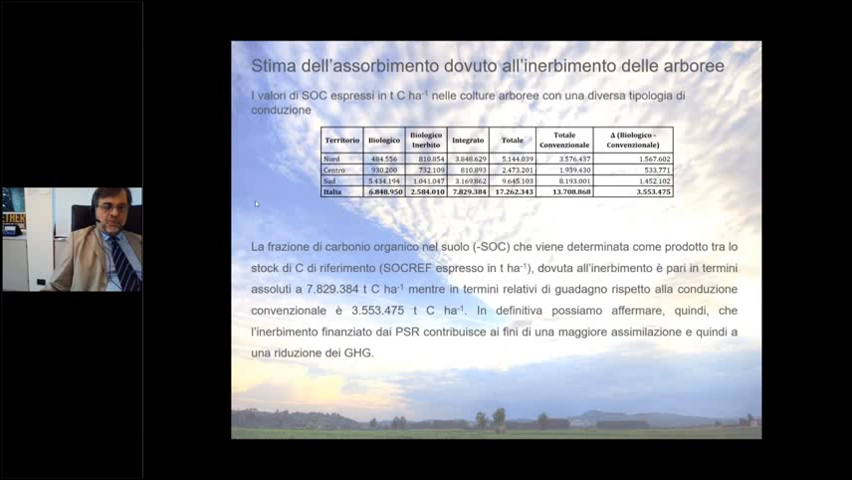 Stima dell'assorbimento dovuto all'inerbimento delle arboree
I valori di SOC espressi in t C ha-1 nelle colture arboree con una diversa tipologia di
conduzione
Territorio Biologico Biologico Inerbito Integrato Totale Totale Convenzionale Δ (Biologico - Convenzionale)
Nord 484.556 810.854 3.848.629 5.144.039 3.576.437 1.567.602
Centro 930.200 732.109 810.893 2.473.201 1.939.430 533.771
Sud 5.434.194 1.041.047 3.169.862 9.645.103 8.193.001 1.452.102
Italia 6.848.950 2.584.010 7.829.384 17.262.343 13.708.868 3.553.475
La frazione di carbonio organico nel suolo (-SOC) che viene determinata come prodotto tra lo
stock di C di riferimento (SOCREF espresso in t ha-1), dovuta all'inerbimento è pari in termini
assoluti a 7.829.384 t C ha-1 mentre in termini relativi di guadagno rispetto alla conduzione
convenzionale è 3.553.475 t C ha-1. In definitiva possiamo affermare, quindi, che
l'inerbimento finanziato dai PSR contribuisce ai fini di una maggiore assimilazione e quindi a
una riduzione dei GHG.